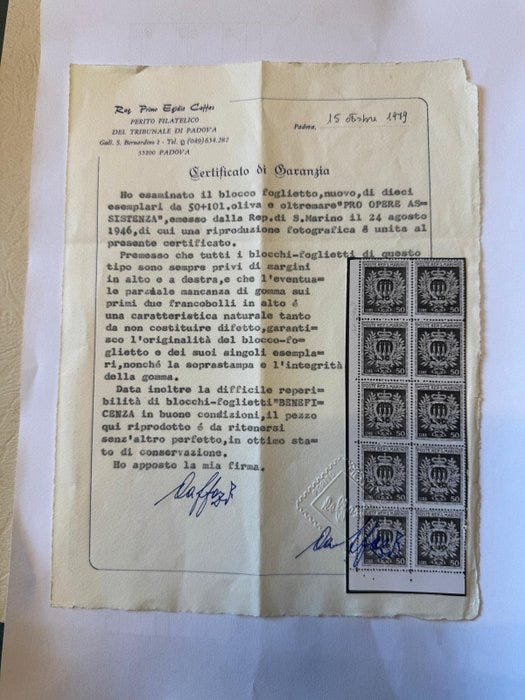 Rag. Primo Egidio
PERITO FILATELICO
DEL TRIBUNALE DI PADOVA
Gall. S. Bernardino 2 - Tel. (049) 634.282
35100 PADOVA
Padova, 15 ottobre 1979
Certificato di Garanzia
Ho esaminato il blocco foglietto,nuovo,di dieci
esemplari da 50+10l.oliva e oltremare"PRO OPERE AS=
SISTENZA",emesso dalla Rep.di S.Marino il 24 agosto
1946,di cui una riproduzione fotografica é unita al
presente certificato.
Premesso che tutti i blocchi-foglietti di questo
tipo sono sempre privi di margini
in alto e a destra,e che l'eventua=
le parziale mancanza di gomma sui
primi due francobolli in alto é
una caratteristica naturale tanto
da non costituire difetto,garanti=
sco l'originalità del blocco-fo=
glietto e dei suoi singoli esempla=
ri,nonché la soprastampa e l'integrità
della gomma.
Data inoltre la difficile reperi=
bilità di blocchi-foglietti"BENEFI=
CENZA in buone condizioni,il pezzo
qui riprodotto é da ritenersi
senz'altro perfetto,in ottimo sta=
to di conservazione.
Ho apposto la mia firma.
POSTE REP. S. MARINO
LIRE 50